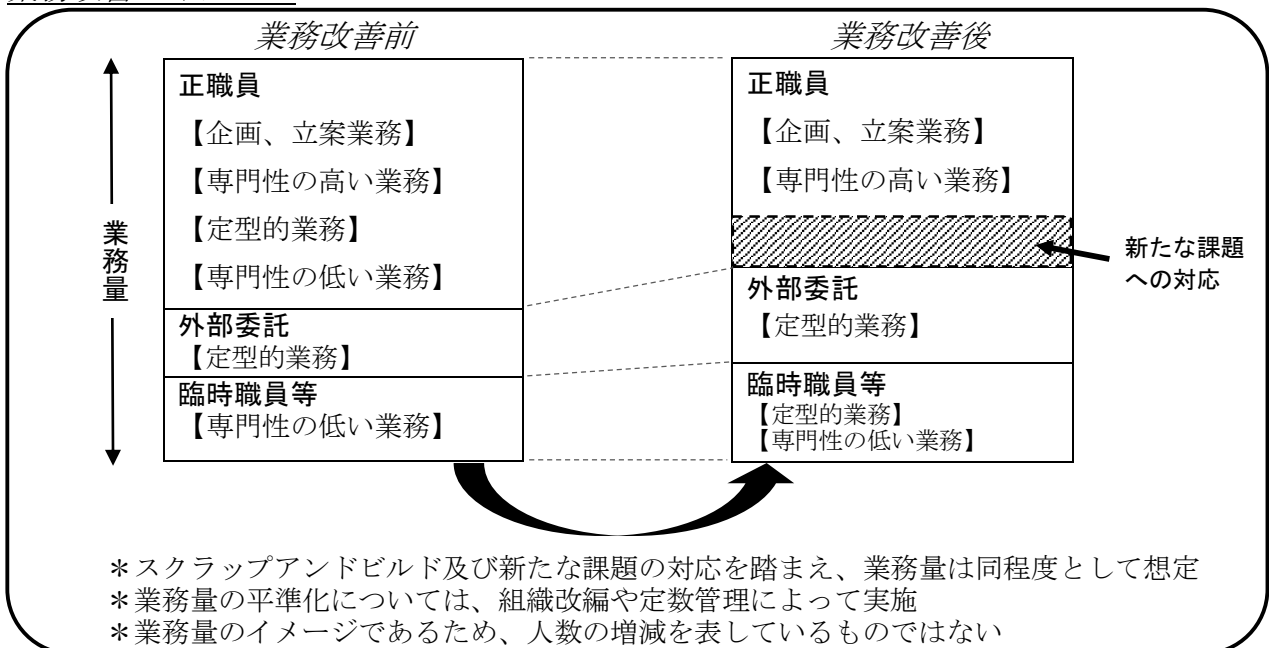 業務改善前
正職員
【企画、立案業務】
【専門性の高い業務】
【定型的業務】
【専門性の低い業務】
外部委託
【定型的業務】
臨時職員等
【専門性の低い業務】
業務量
業務改善後
正職員
【企画、立案業務】
【専門性の高い業務】
外部委託
【定型的業務】
臨時職員等
【定型的業務】
【専門性の低い業務】
新たな課題
への対応
＊スクラップアンドビルド及び新たな課題の対応を踏まえ、業務量は同程度として想定
＊業務量の平準化については、組織改編や定数管理によって実施
＊業務量のイメージであるため、人数の増減を表しているものではない